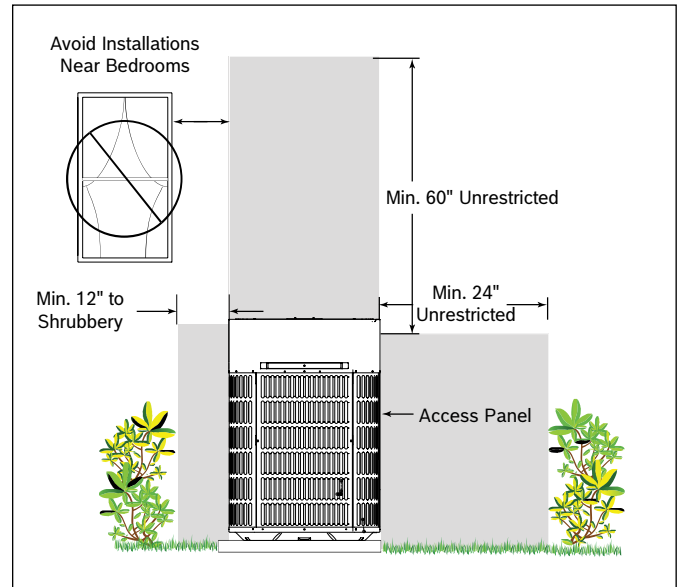 Avoid Installations
Near Bedrooms
Min. 60" Unrestricted
Min. 12" to
Shrubbery
Min. 24"
Unrestricted
Access Panel